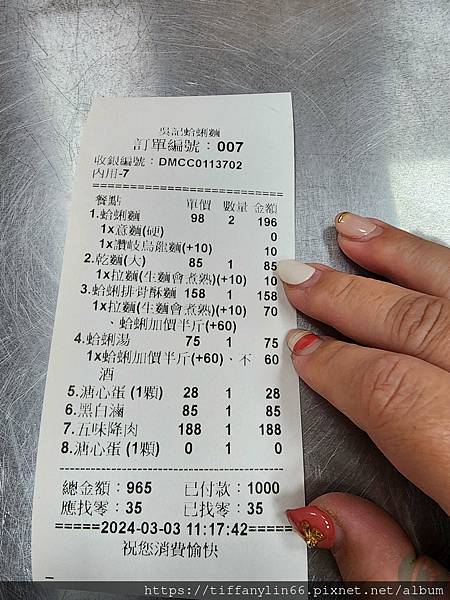 吳記蛤蜊麵
訂單編號：007
收銀編號：DMCC0113702
內用-7
==============================
餐點 單價 數量 金額
1.蛤蜊麵 98 2 196
1x意麵(硬) 0
1x讚岐烏龍麵(+10) 10
2.乾麵(大) 85 1 85
1x拉麵(生麵會煮熟)(+10) 10
3.蛤蜊排骨酥麵 158 1 158
1x拉麵(生麵會煮熟)(+10) 70
、蛤蜊加價半斤(+60)
4.蛤蜊湯 75 1 75
1x蛤蜊加價半斤(+60)、不 60
酒
5.溏心蛋 (1顆) 28 1 28
6.黑白滷 85 1 85
7.五味降肉 188 1 188
8.溏心蛋 (1顆) 0 1 0
------------------------------
總金額：965 已付款：1000
應找零：35 已找零：35
=====2024-03-03 11:17:42=====
祝您消費愉快
https://tiffanylin66.pixnet.net/album